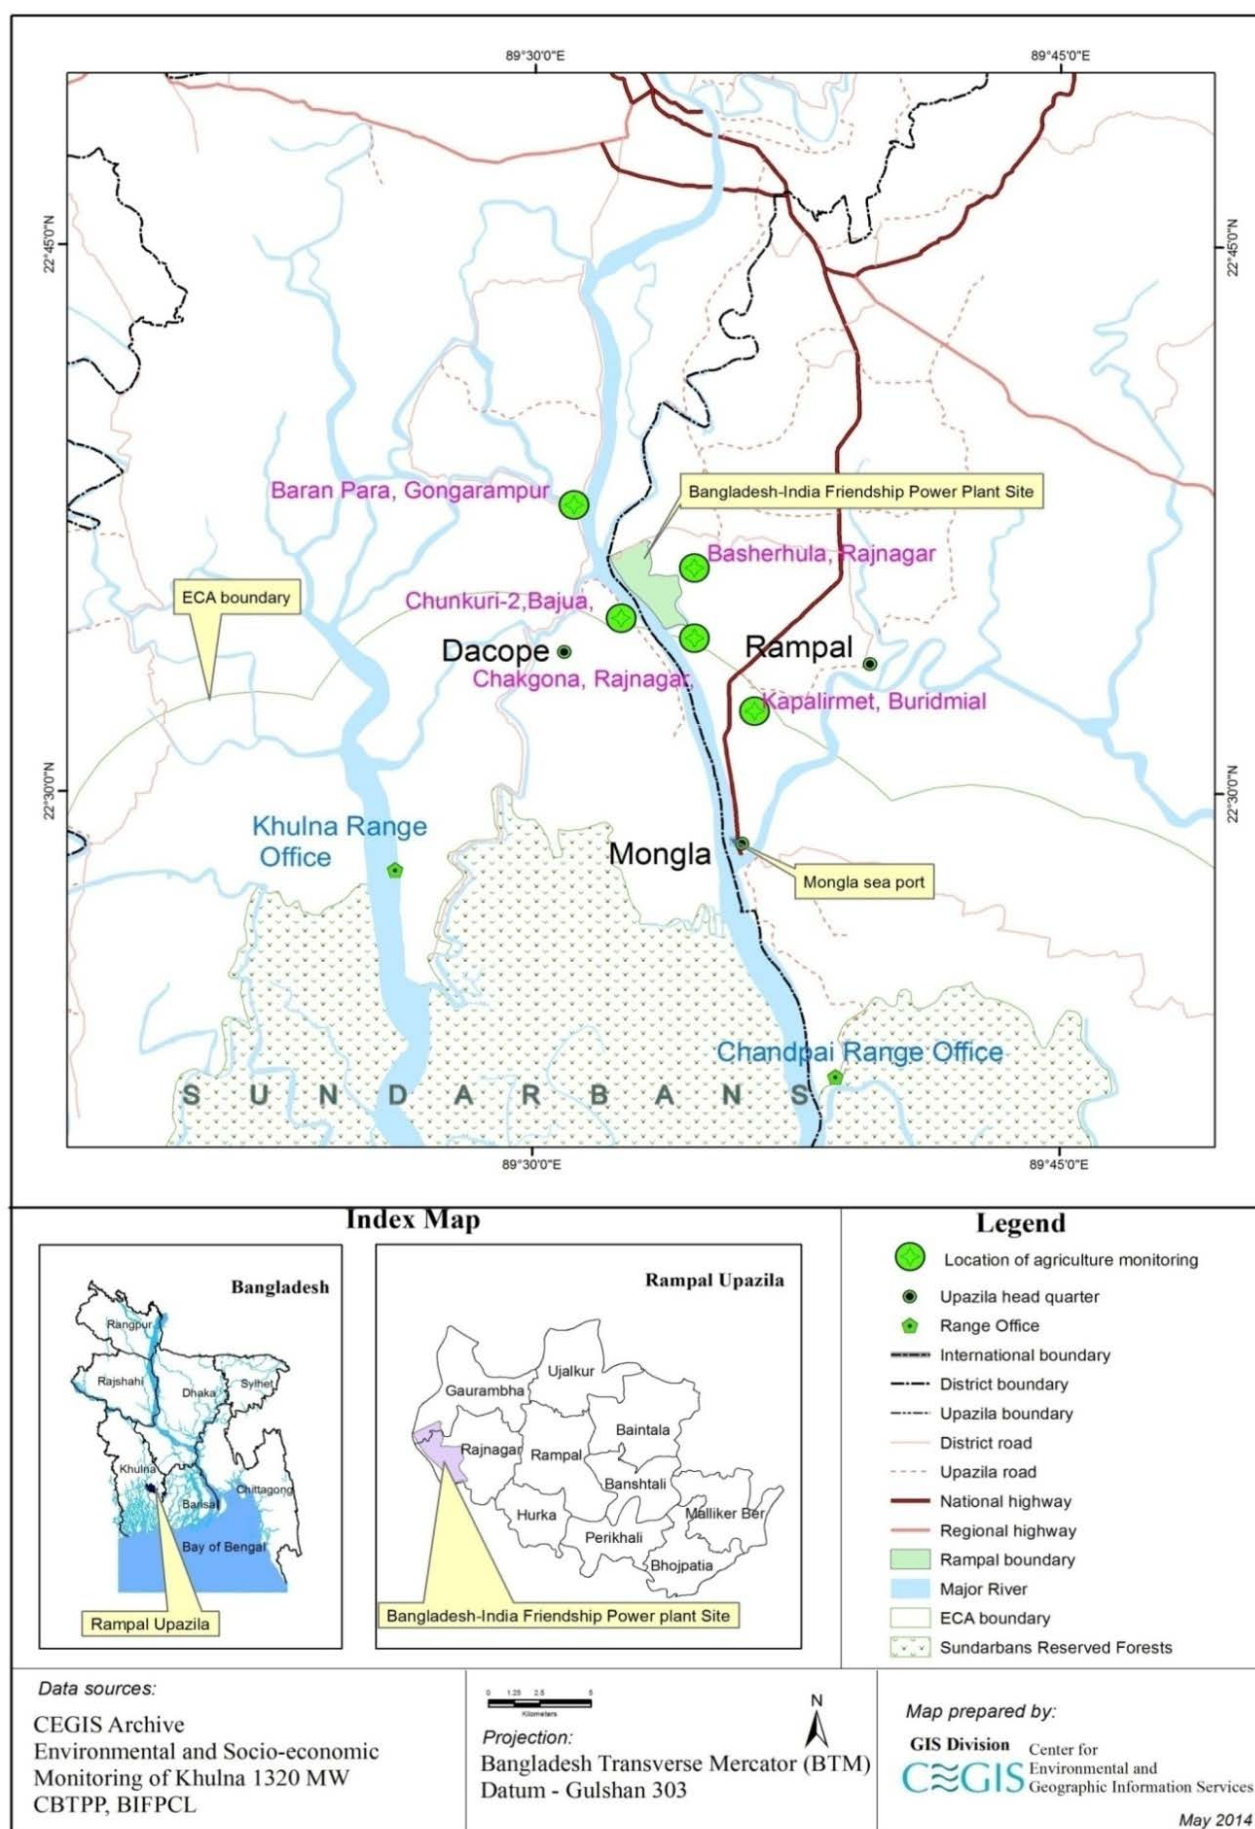 89°30'0"E
89°45'0"E
22°45'0"N
22°45'0"N
Baran Para, Gongarampur
Bangladesh-India Friendship Power Plant Site
Basherhula, Rajnagar
ECA boundary
Chunkuri-2,Bajua,
Dacope
Rampal
Chakgona, Rajnagar,
Kapalirmet, Buridmial
22°30'0"N
22°30'0"N
Khulna Range
Office
Mongla
Mongla sea port
Chandpai Range Office
S U N D A R B A N S
89°30'0"E
89°45'0"E
Index Map
Bangladesh
Rangpur
Rajshahi
Dhaka
Sylhet
Khulna
Barisal
Chittagong
Bay of Bengal
Rampal Upazila
Rampal Upazila
Ujalkur
Gaurambha
Baintala
Rajnagar
Rampal
Banshtali
Hurka
Malliker Ber
Perikhali
Bhojpatia
Bangladesh-India Friendship Power plant Site
Legend
Location of agriculture monitoring
Upazila head quarter
Range Office
International boundary
District boundary
Upazila boundary
District road
Upazila road
National highway
Regional highway
Rampal boundary
Major River
ECA boundary
Sundarbans Reserved Forests
Data sources:
CEGIS Archive
Environmental and Socio-economic
Monitoring of Khulna 1320 MW
CBTPP, BIFPCL
0 1.25 2.5 5
Kilometers
N
Projection:
Bangladesh Transverse Mercator (BTM)
Datum - Gulshan 303
Map prepared by:
GIS Division
CEGIS
Center for
Environmental and
Geographic Information Services
May 2014